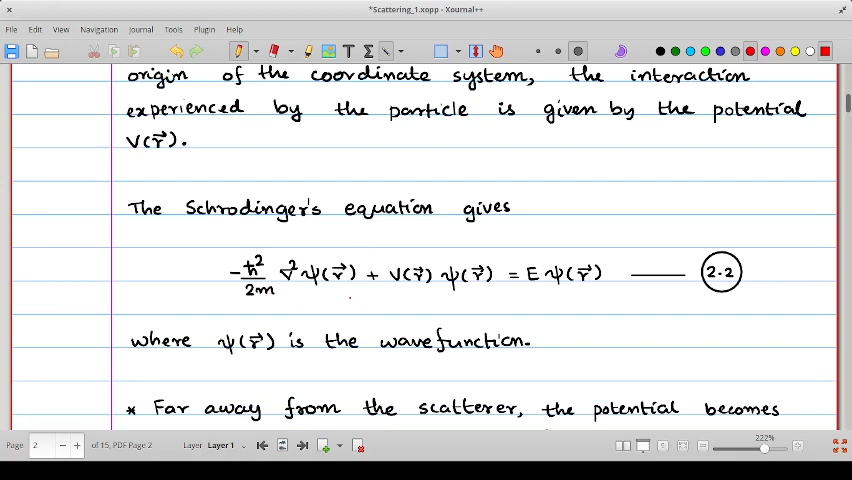 *Scattering_1.xopp - Xournal++
File Edit View Navigation Journal Tools Plugin Help
origin of the coordinate system, the interaction
experienced by the particle is given by the potential
V(r⃗).
The Schrodinger's equation gives
-ħ²/2m ∇²ψ(r⃗) + V(r⃗) ψ(r⃗) = E ψ(r⃗) —— 2.2
where ψ(r⃗) is the wavefunction.
* Far away from the scatterer, the potential becomes
Page 2 of 15, PDF Page 2 Layer Layer 1 222%